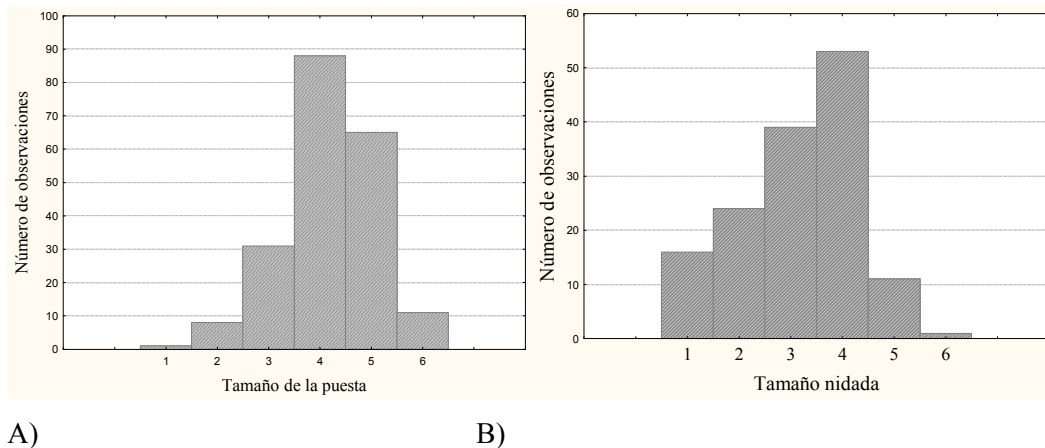 100
90
80
70
60
50
40
30
20
10
0
Número de observaciones
1 2 3 4 5 6
Tamaño de la puesta
60
50
40
30
20
10
0
Número de observaciones
1 2 3 4 5 6
Tamaño nidada
A) B)